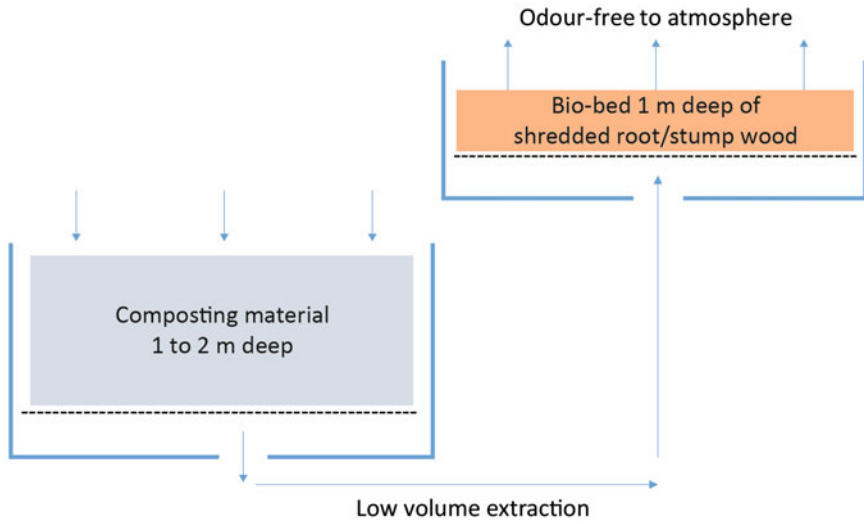 Odour-free to atmosphere
Bio-bed 1 m deep of
shredded root/stump wood
Composting material
1 to 2 m deep
Low volume extraction